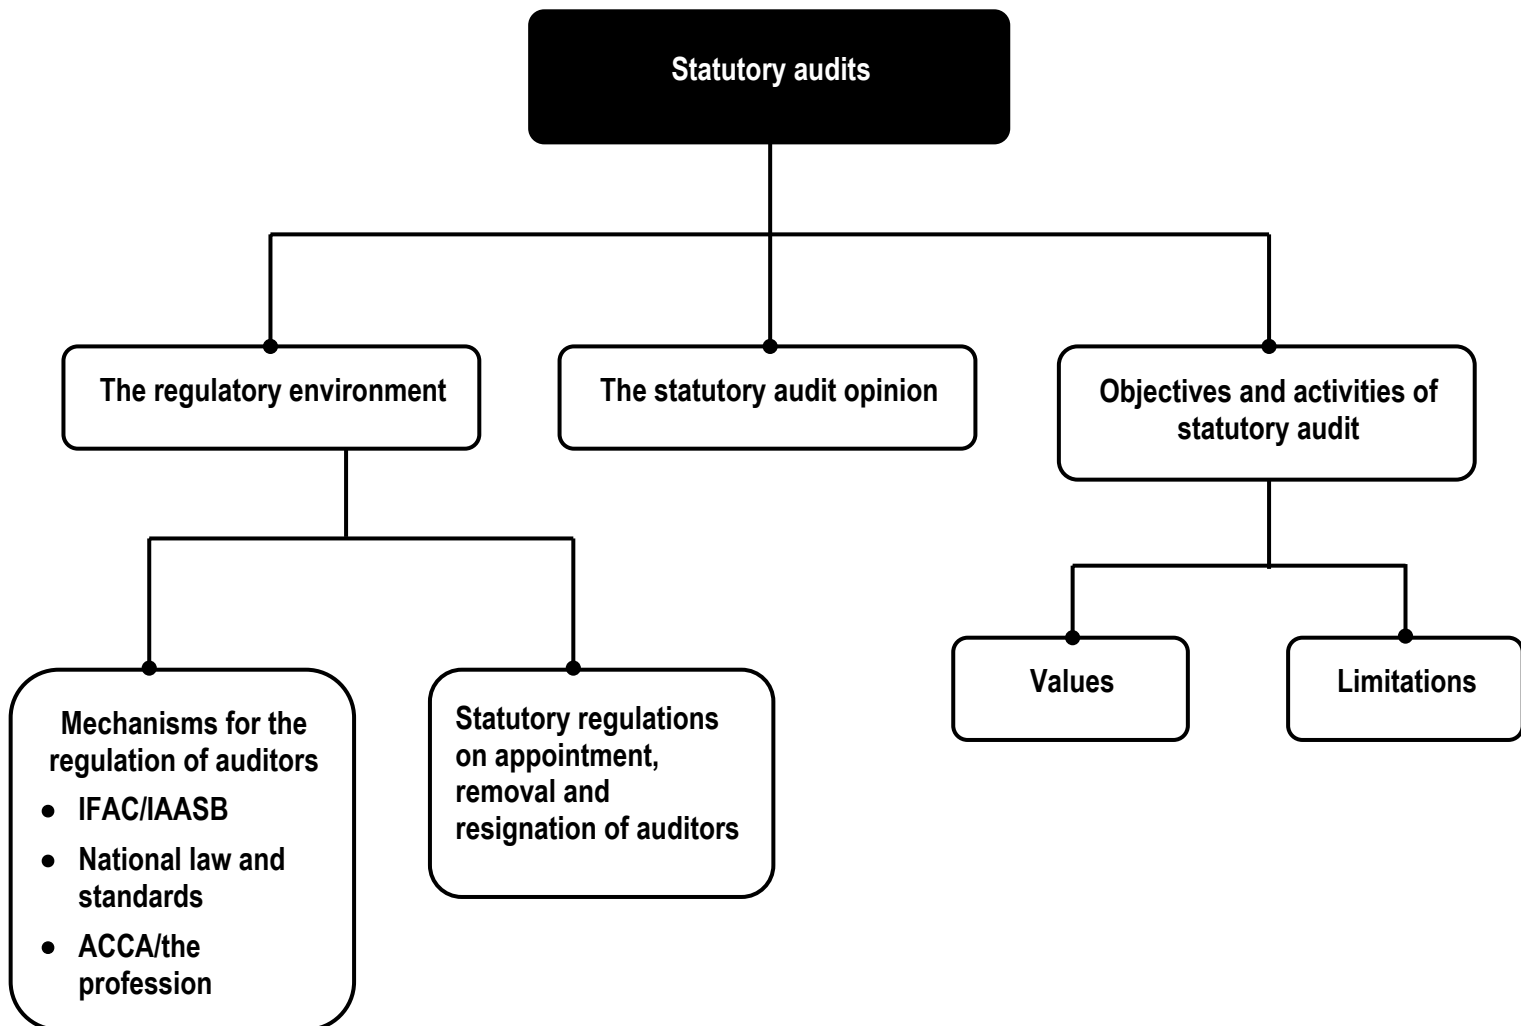 Statutory audits
The regulatory environment
The statutory audit opinion
Objectives and activities of
statutory audit
Mechanisms for the
regulation of auditors
• IFAC/IAASB
• National law and
standards
• ACCA/the
profession
Statutory regulations
on appointment,
removal and
resignation of auditors
Values
Limitations